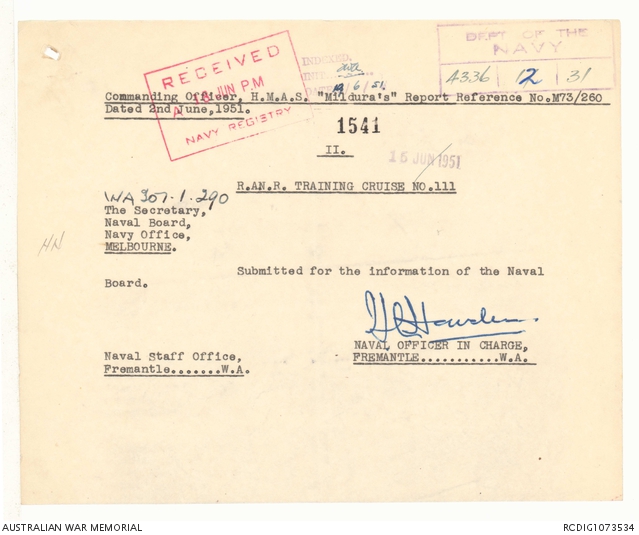 DEPT OF THE
NAVY
4336 12 31
RECEIVED
A 18 JUN PM
NAVY REGISTRY
INDEXED.
INIT.
DATE 19/6/51.
Commanding Officer, H.M.A.S. "Mildura's" Report Reference No.M73/260
Dated 2nd June, 1951.
1541
II.
15 JUN 1951
R.AN.R. TRAINING CRUISE NO.111
WA 307-1-290
The Secretary,
Naval Board,
Navy Office,
MELBOURNE.
Submitted for the information of the Naval
Board.
NAVAL OFFICER IN CHARGE,
FREMANTLE...........W.A.
Naval Staff Office,
Fremantle.......W.A.
AUSTRALIAN WAR MEMORIAL
RCDIG1073534